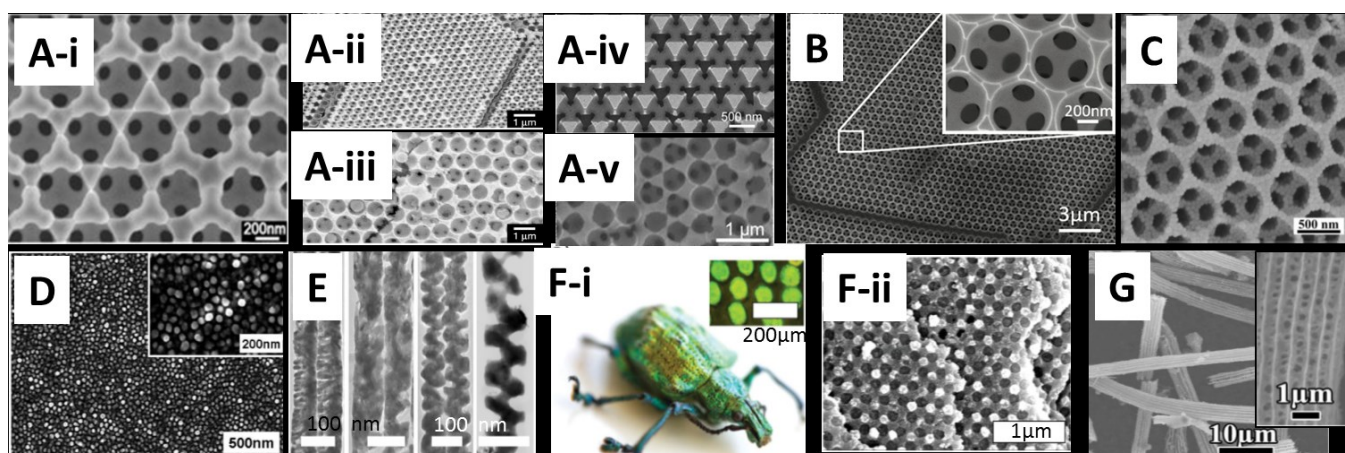 A-i
200nm
A-ii
1 μm
A-iii
1 μm
A-iv
500 nm
A-v
1 μm
B
200nm
3μm
C
500 nm
D
200nm
500nm
E
100 nm
100 nm
F-i
200μm
F-ii
1μm
G
1μm
10μm